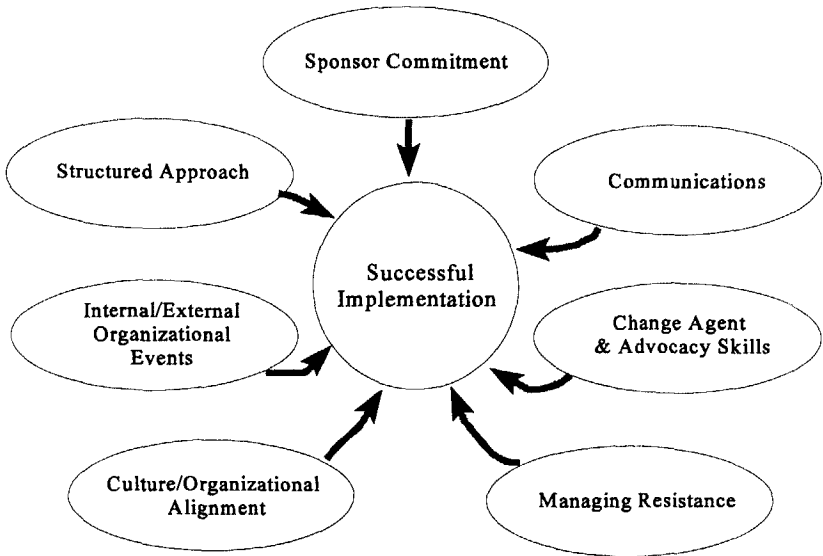 Sponsor Commitment
Structured Approach
Communications
Successful
Implementation
Internal/External
Organizational
Events
Change Agent
& Advocacy Skills
Culture/Organizational
Alignment
Managing Resistance